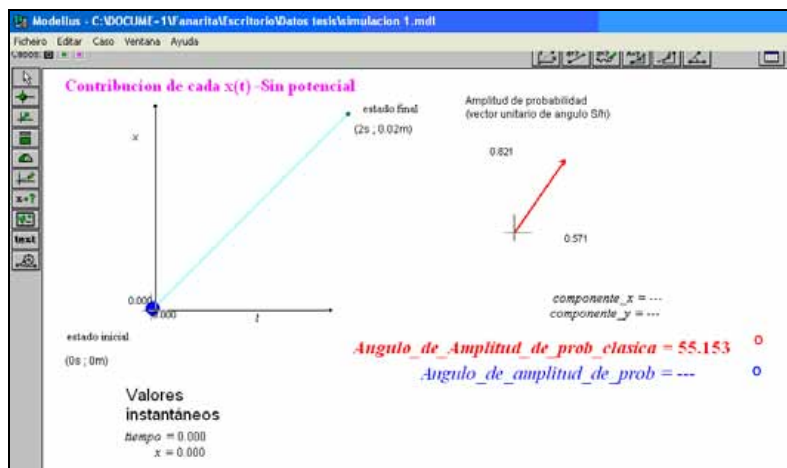 Modellus - C:\DOCUME~1\Fanarita\Escritorio\Datos tesis\simulacion 1.mdl
Ficheiro Editar Caso Ventana Ayuda
Casos:
Contribucion de cada x(t) -Sin potencial
x
estado final
(2s ; 0.02m)
Amplitud de probabilidad
(vector unitario de angulo S/h)
0.821
0.571
x=?
text
0.000
0.000
t
estado inicial
(0s ; 0m)
componente_x = ---
componente_y = ---
Angulo_de_Amplitud_de_prob_clasica = 55.153
o
Angulo_de_amplitud_de_prob = ---
o
Valores
instantáneos
tiempo = 0.000
x = 0.000